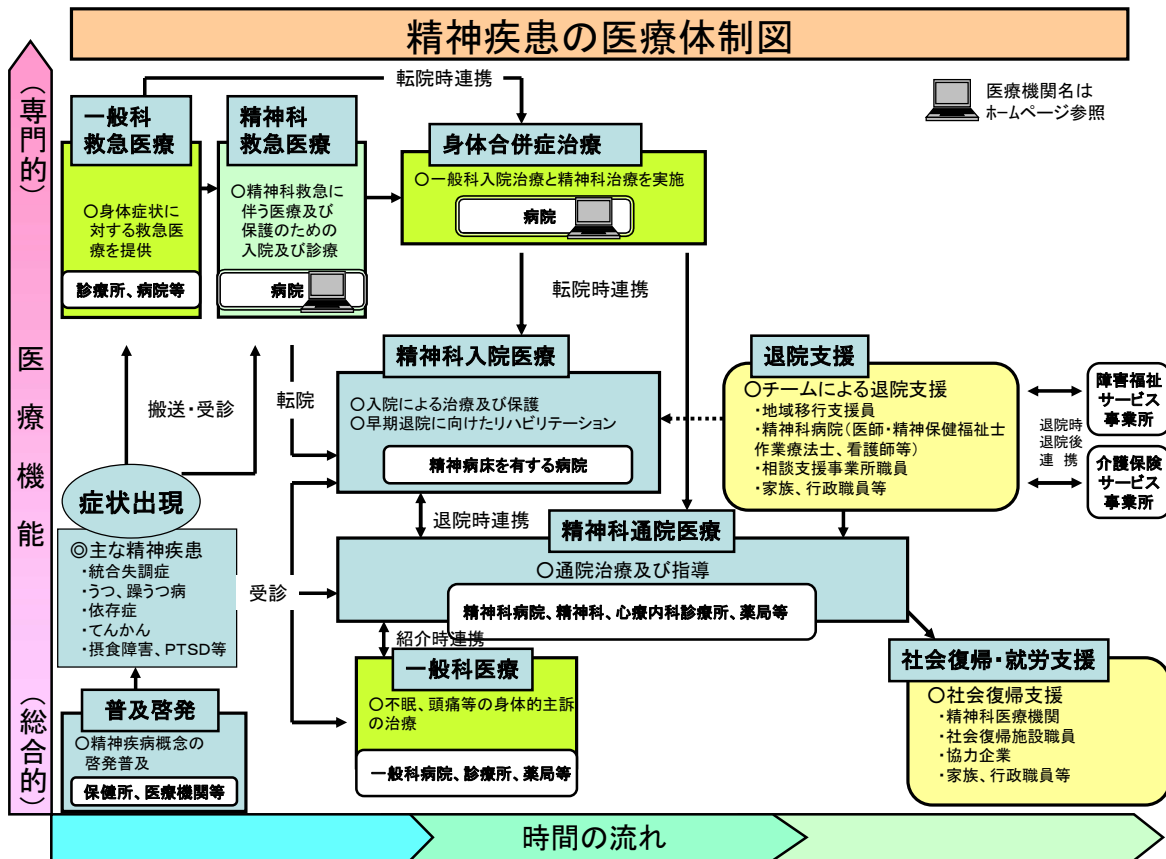 精神疾患の医療体制図
(専門的)
医療機能
(総合的)
転院時連携
医療機関名は
ホームページ参照
一般科
救急医療
〇身体症状に
対する救急医
療を提供
診療所、病院等
精神科
救急医療
〇精神科救急に
伴う医療及び
保護のための
入院及び診療
病院
身体合併症治療
〇一般科入院治療と精神科治療を実施
病院
転院時連携
搬送・受診
転院
精神科入院医療
〇入院による治療及び保護
〇早期退院に向けたリハビリテーション
精神病床を有する病院
退院支援
〇チームによる退院支援
・地域移行支援員
・精神科病院(医師・精神保健福祉士
作業療法士、看護師等)
・相談支援事業所職員
・家族、行政職員等
障害福祉
サービス
事業所
退院時
退院後
連 携
介護保険
サービス
事業所
症状出現
◎主な精神疾患
・統合失調症
・うつ、躁うつ病
・依存症
・てんかん
・摂食障害、PTSD等
受診
退院時連携
精神科通院医療
〇通院治療及び指導
精神科病院、精神科、心療内科診療所、薬局等
紹介時連携
一般科医療
〇不眠、頭痛等の身体的主訴
の治療
一般科病院、診療所、薬局等
社会復帰・就労支援
〇社会復帰支援
・精神科医療機関
・社会復帰施設職員
・協力企業
・家族、行政職員等
普及啓発
〇精神疾病概念の
啓発普及
保健所、医療機関等
時間の流れ